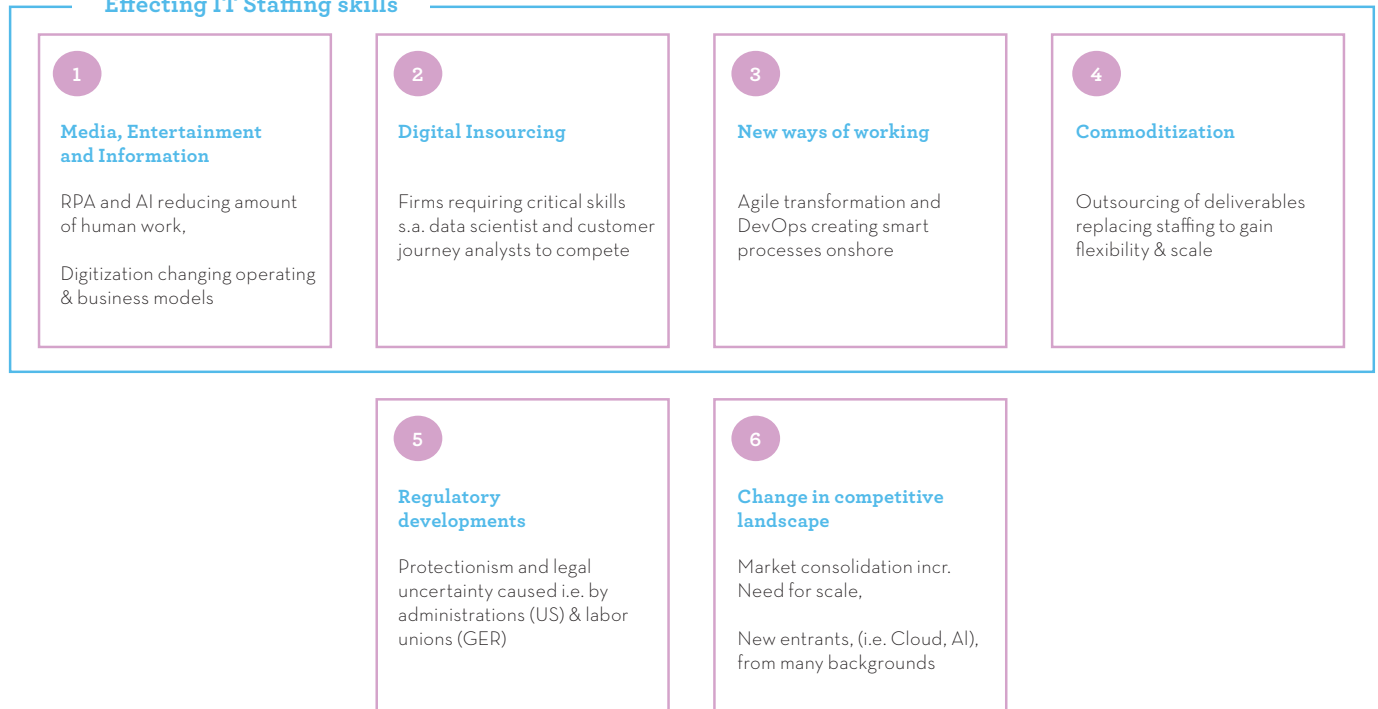 Effecting IT Staffing skills
1
Media, Entertainment
and Information
RPA and AI reducing amount
of human work,
Digitization changing operating
& business models
2
Digital Insourcing
Firms requiring critical skills
s.a. data scientist and customer
journey analysts to compete
3
New ways of working
Agile transformation and
DevOps creating smart
processes onshore
4
Commoditization
Outsourcing of deliverables
replacing staffing to gain
flexibility & scale
5
Regulatory
developments
Protectionism and legal
uncertainty caused i.e. by
administrations (US) & labor
unions (GER)
6
Change in competitive
landscape
Market consolidation incr.
Need for scale,
New entrants, (i.e. Cloud, AI),
from many backgrounds